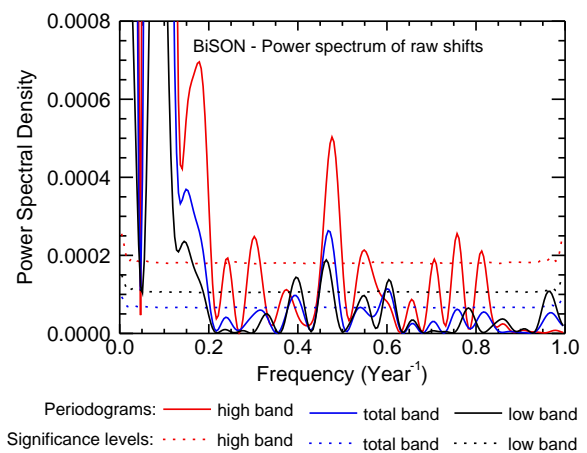 BiSON - Power spectrum of raw shifts
Power Spectral Density
0.0008
0.0006
0.0004
0.0002
0.0000
0.0 0.2 0.4 0.6 0.8 1.0
Frequency (Year⁻¹)
Periodograms: high band total band low band
Significance levels: high band total band low band